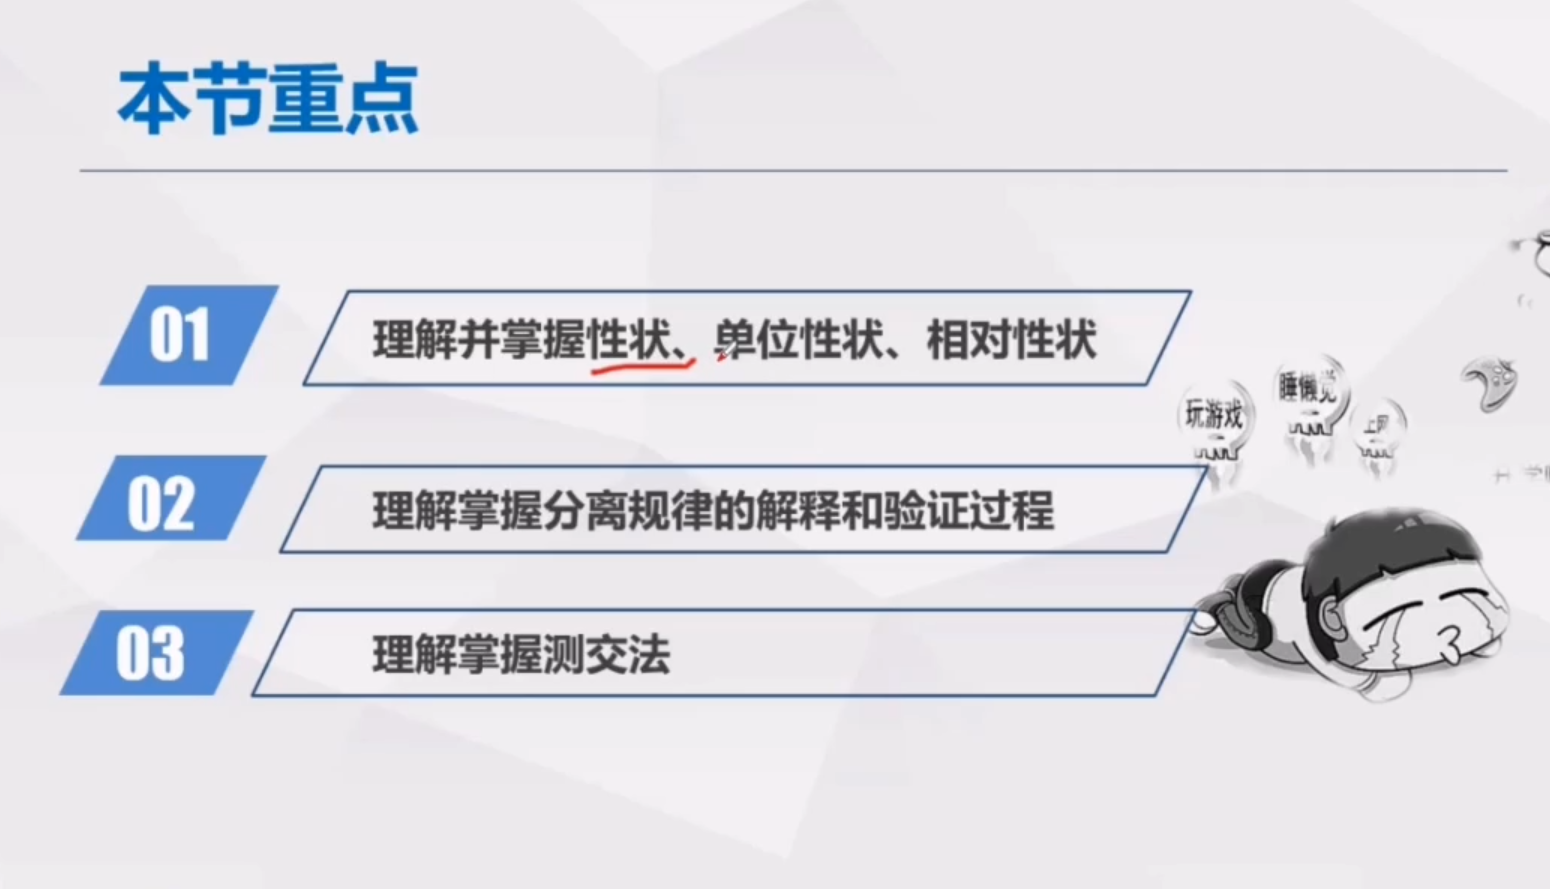 本节重点
01
理解并掌握性状、单位性状、相对性状
玩游戏
睡懒觉
上网
02
理解掌握分离规律的解释和验证过程
03
理解掌握测交法